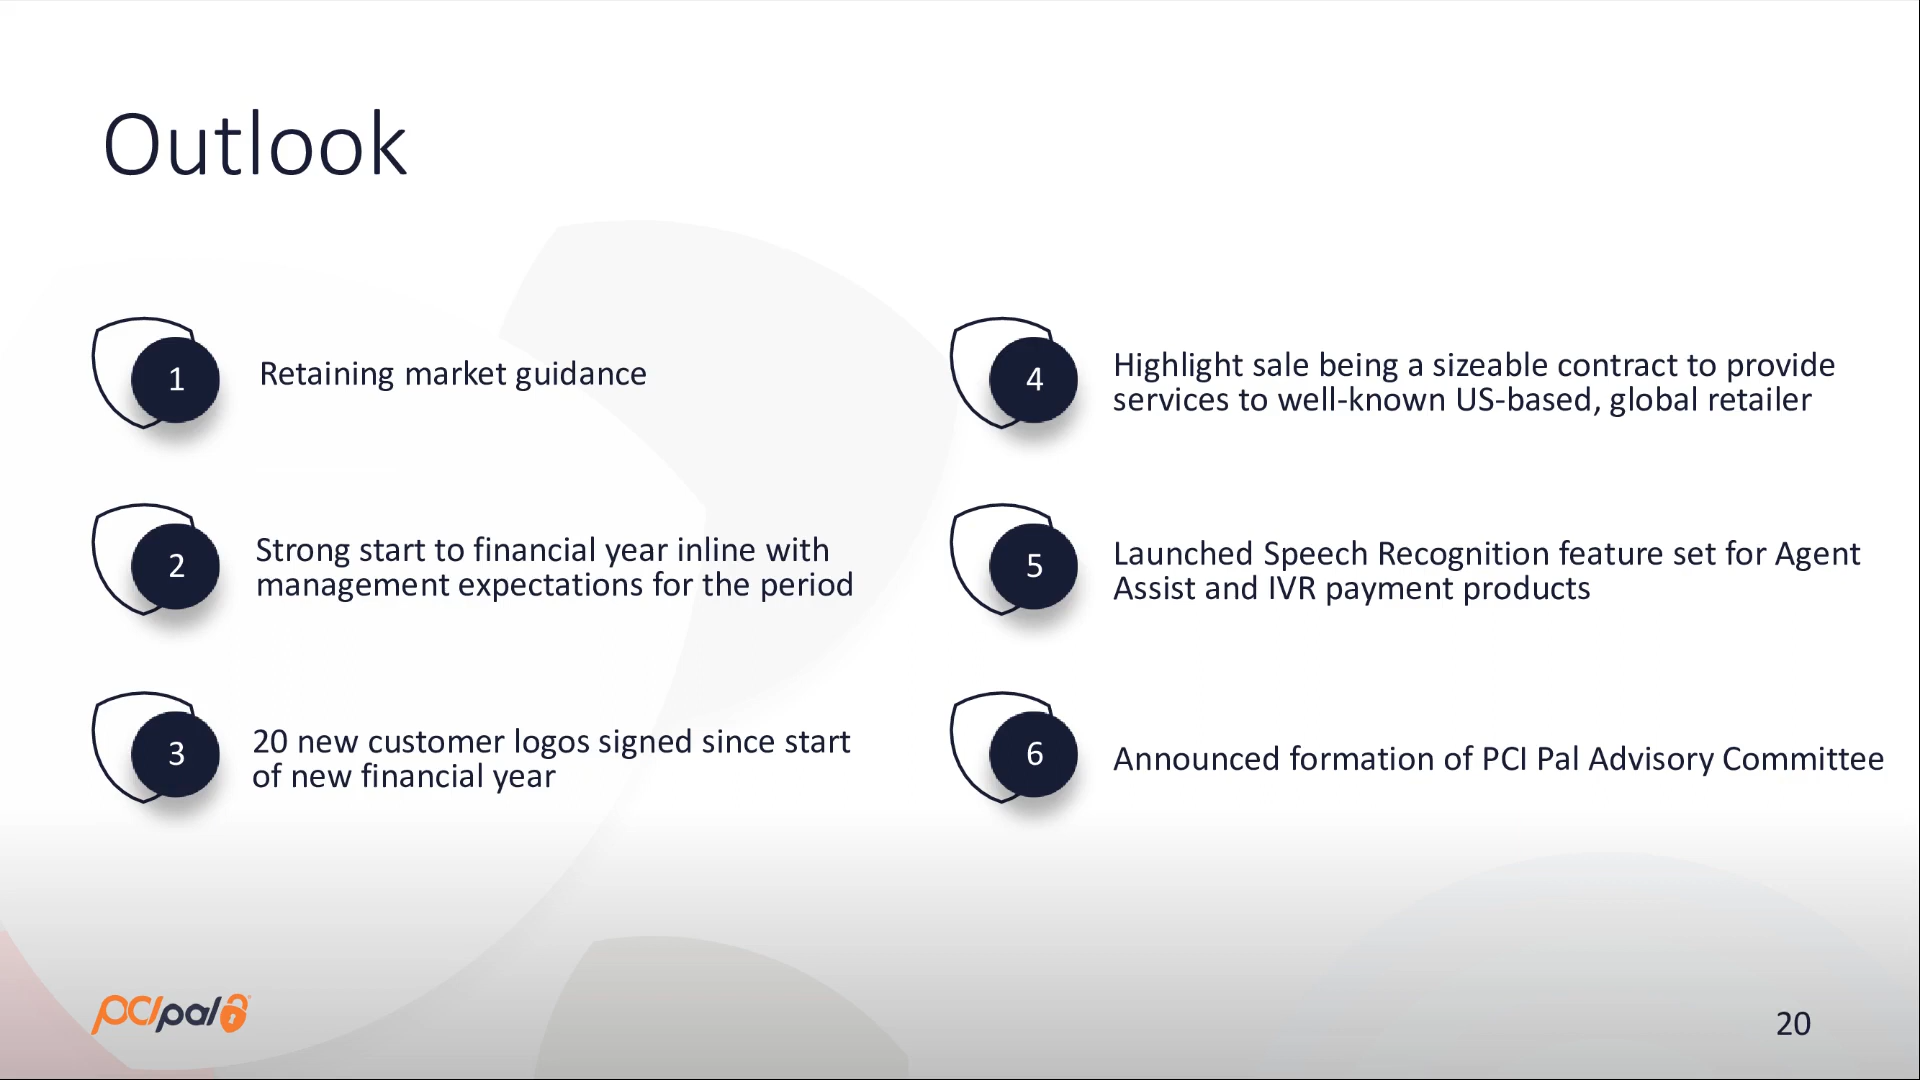 Outlook
1
Retaining market guidance
2
Strong start to financial year inline with
management expectations for the period
3
20 new customer logos signed since start
of new financial year
4
Highlight sale being a sizeable contract to provide
services to well-known US-based, global retailer
5
Launched Speech Recognition feature set for Agent
Assist and IVR payment products
6
Announced formation of PCI Pal Advisory Committee
pcipal
20